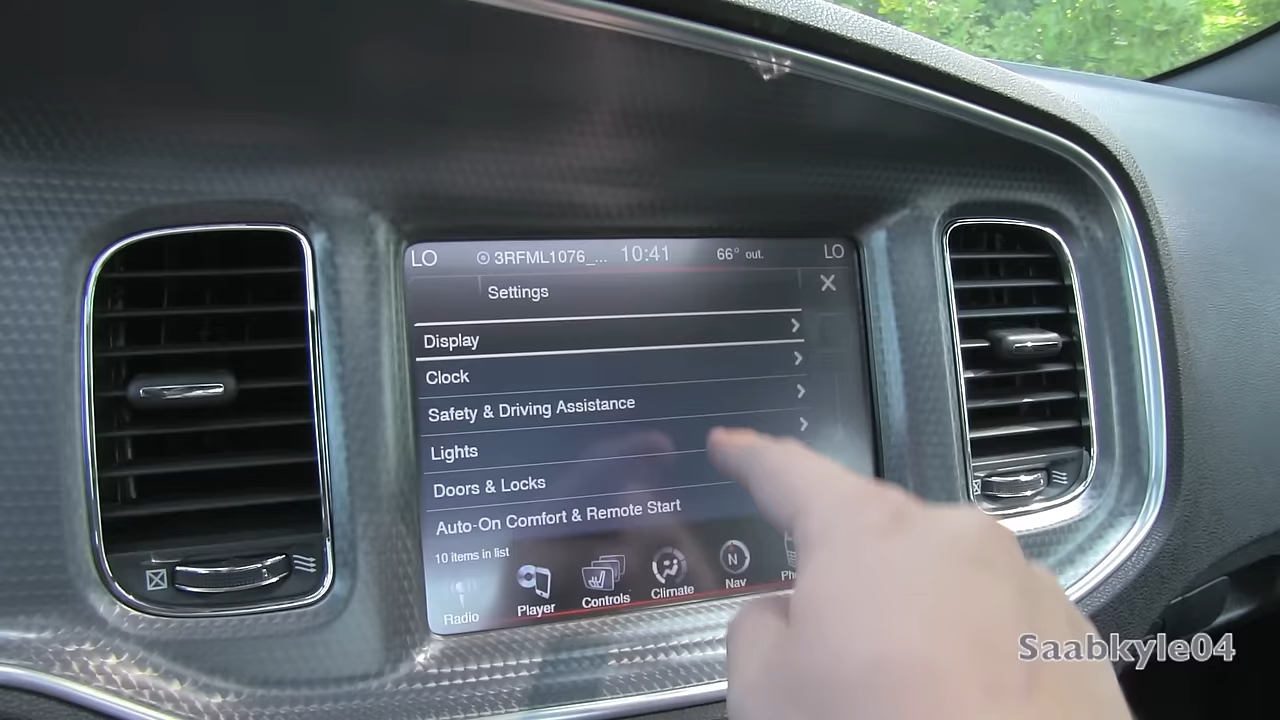 LO 3RFML1076_... 10:41 66° out. LO
Settings
Display
Clock
Safety & Driving Assistance
Lights
Doors & Locks
Auto-On Comfort & Remote Start
10 items in list
Radio Player Controls Climate N Nav
Saabkyle04